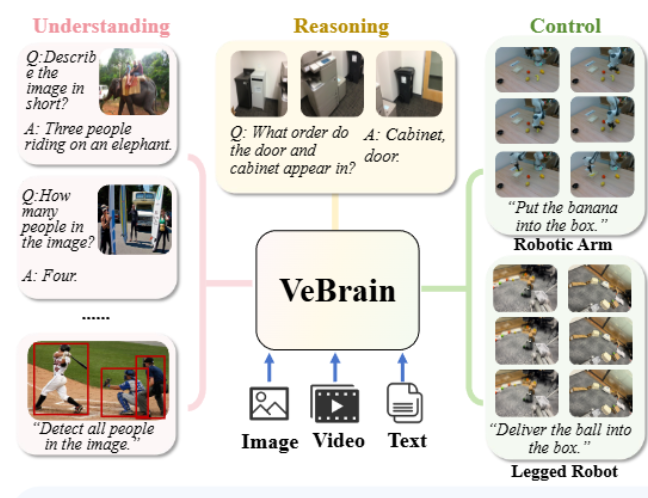 Understanding
Q:Describ
e the
image in
short?
A: Three people
riding on an elephant.
Q:How
many
people in
the image?
A: Four.
......
“Detect all people
in the image.”
Reasoning
Q: What order do
the door and
cabinet appear in?
A: Cabinet,
door.
VeBrain
Image
Video
Text
Control
“Put the banana
into the box.”
Robotic Arm
“Deliver the ball into
the box.”
Legged Robot